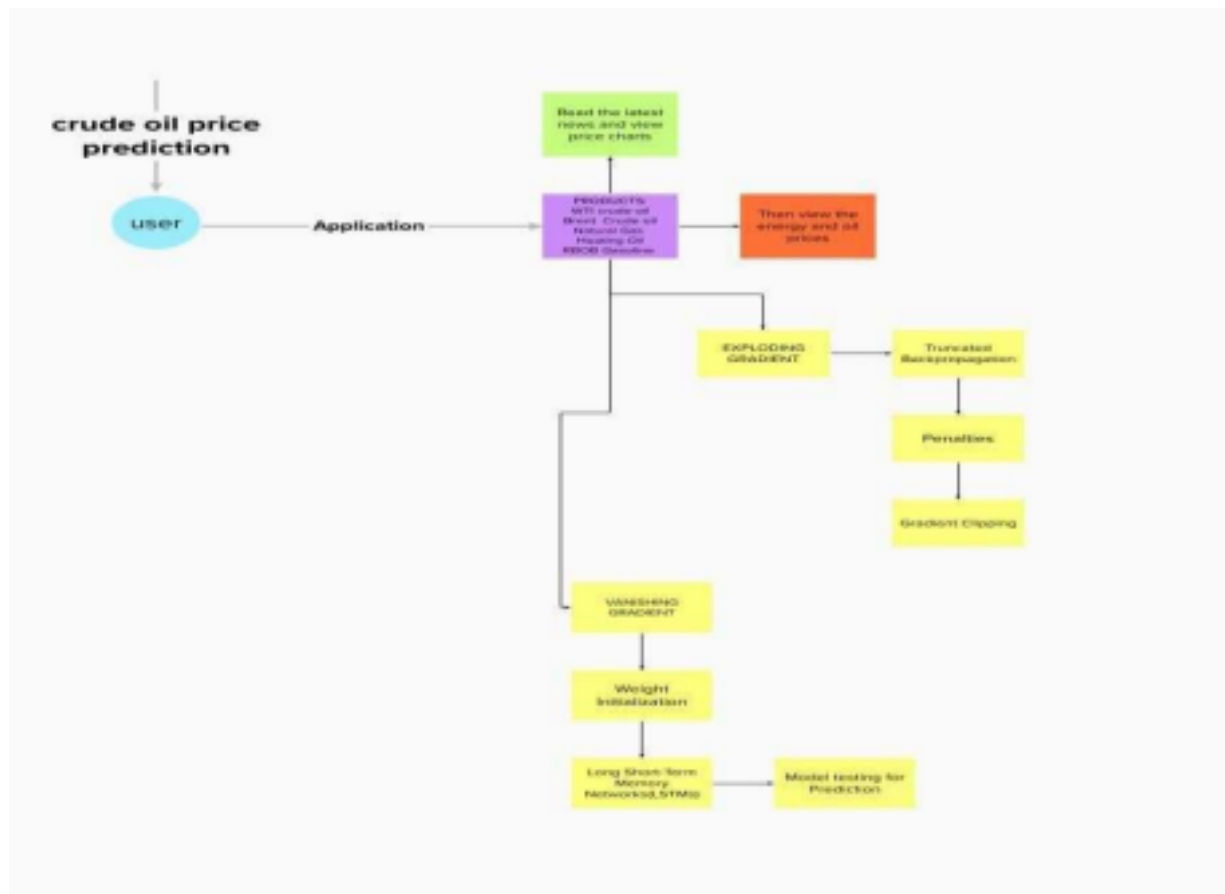 crude oil price
prediction
user
Application
Read the latest
news and view
price charts
PRODUCTS
WTI crude oil
Brent Crude oil
Natural Gas
Heating Oil
RBOB Gasoline
Then view the
energy and oil
prices
EXPLODING
GRADIENT
Truncated
Backpropagation
Penalties
Gradient Clipping
VANISHING
GRADIENT
Weight
Initialization
Long Short-Term
Memory
Networks(LSTMs)
Model testing for
Prediction